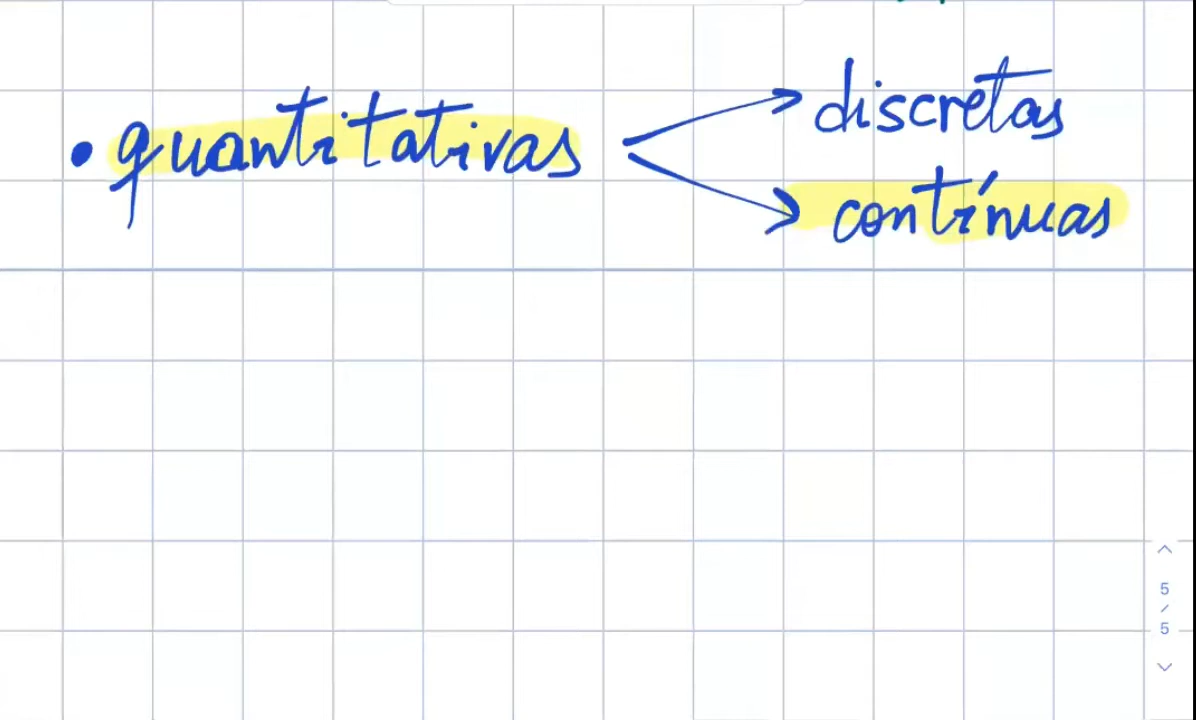 • quantitativas → discretas
→ contínuas
5
/
5